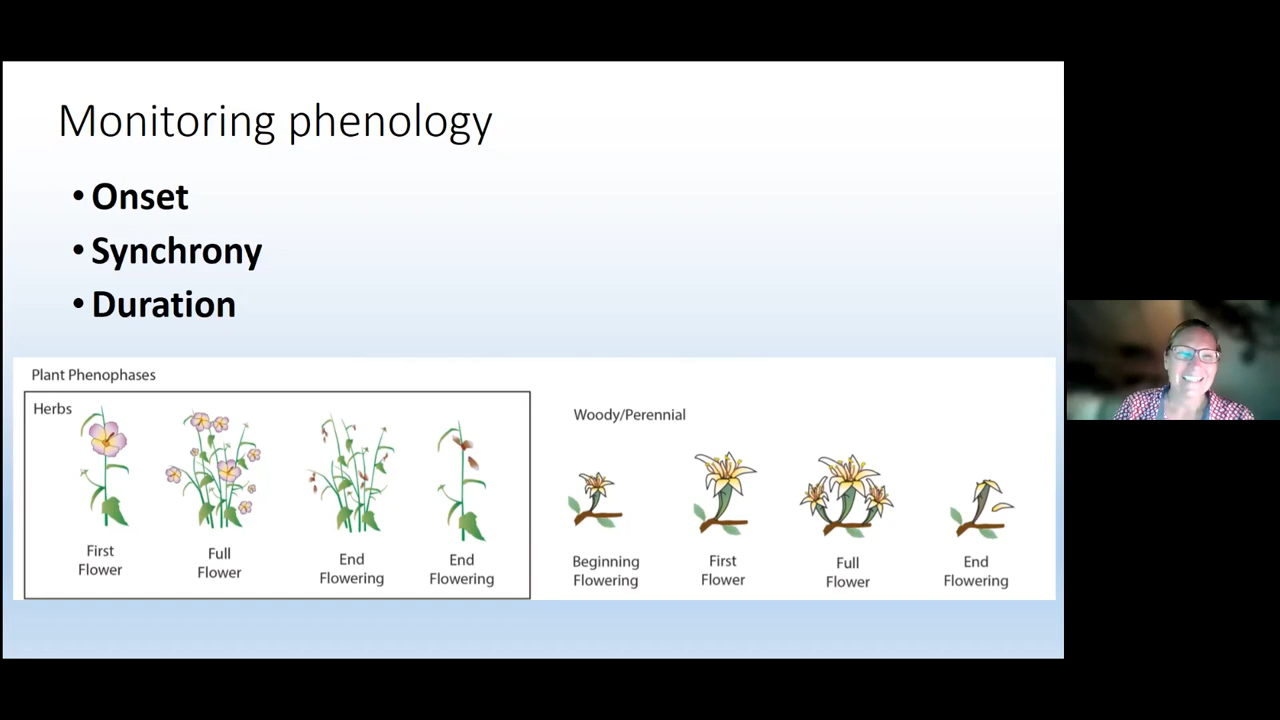 Monitoring phenology
• Onset
• Synchrony
• Duration
Plant Phenophases
Herbs
First
Flower
Full
Flower
End
Flowering
End
Flowering
Woody/Perennial
Beginning
Flowering
First
Flower
Full
Flower
End
Flowering